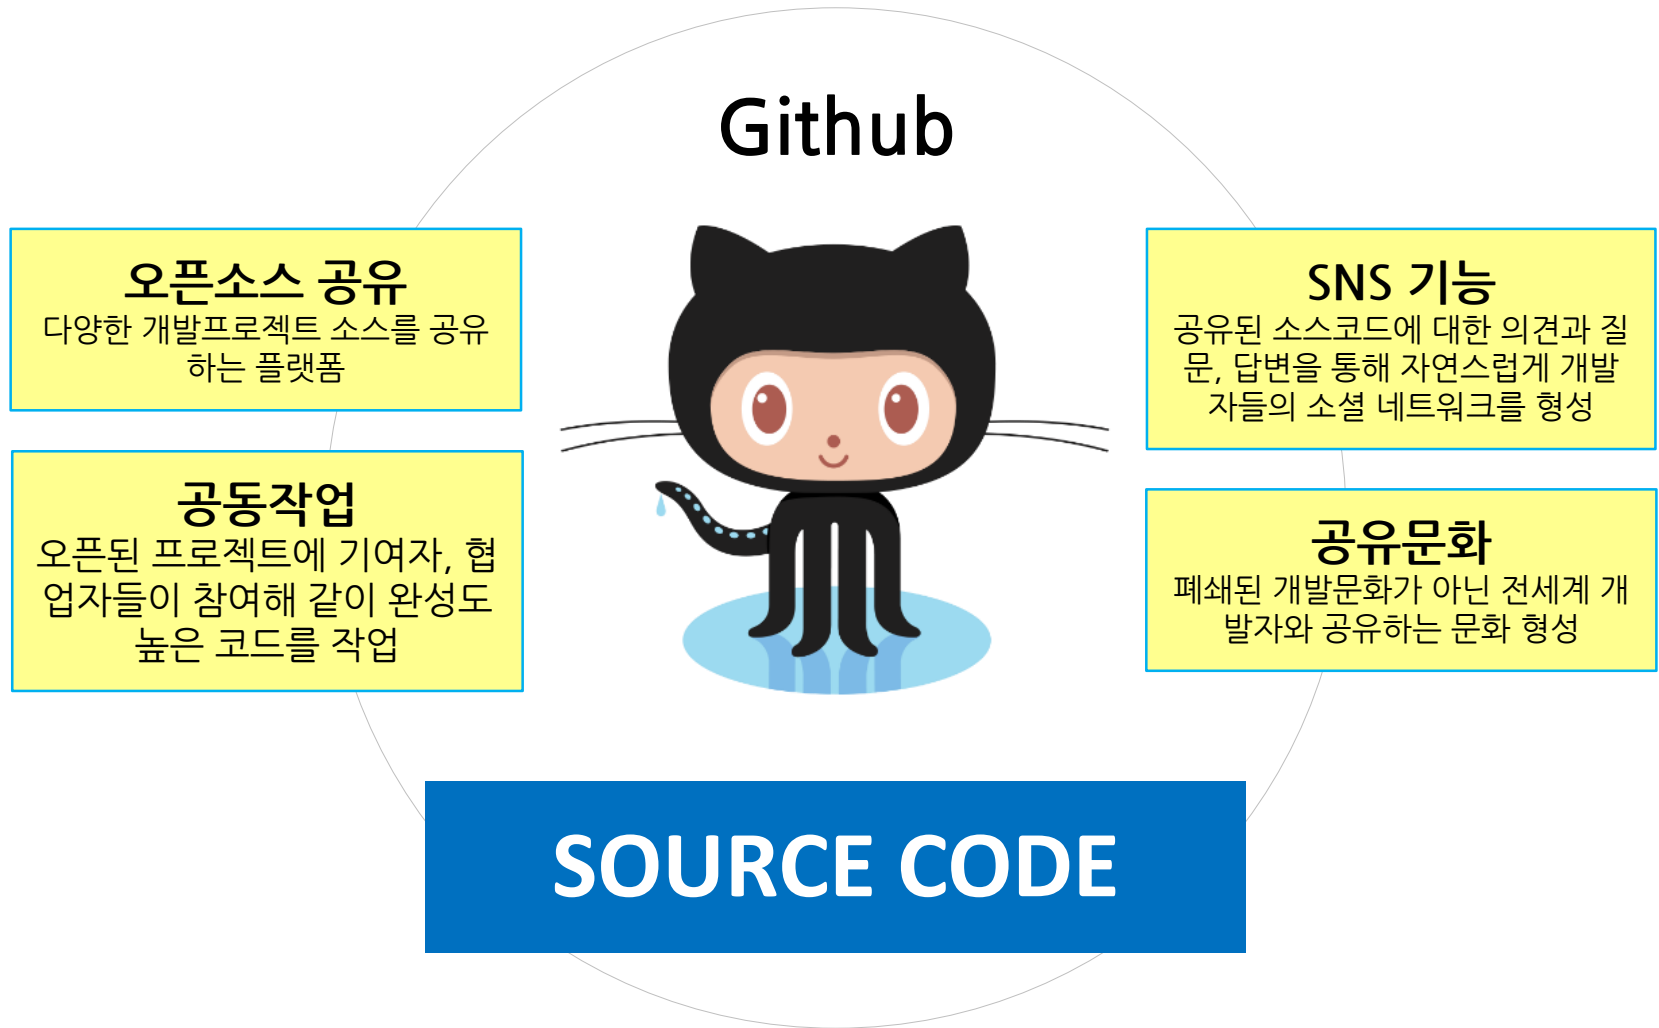 Github
오픈소스 공유
다양한 개발프로젝트 소스를 공유
하는 플랫폼
공동작업
오픈된 프로젝트에 기여자, 협
업자들이 참여해 같이 완성도
높은 코드를 작업
SNS 기능
공유된 소스코드에 대한 의견과 질
문, 답변을 통해 자연스럽게 개발
자들의 소셜 네트워크를 형성
공유문화
폐쇄된 개발문화가 아닌 전세계 개
발자와 공유하는 문화 형성
SOURCE CODE